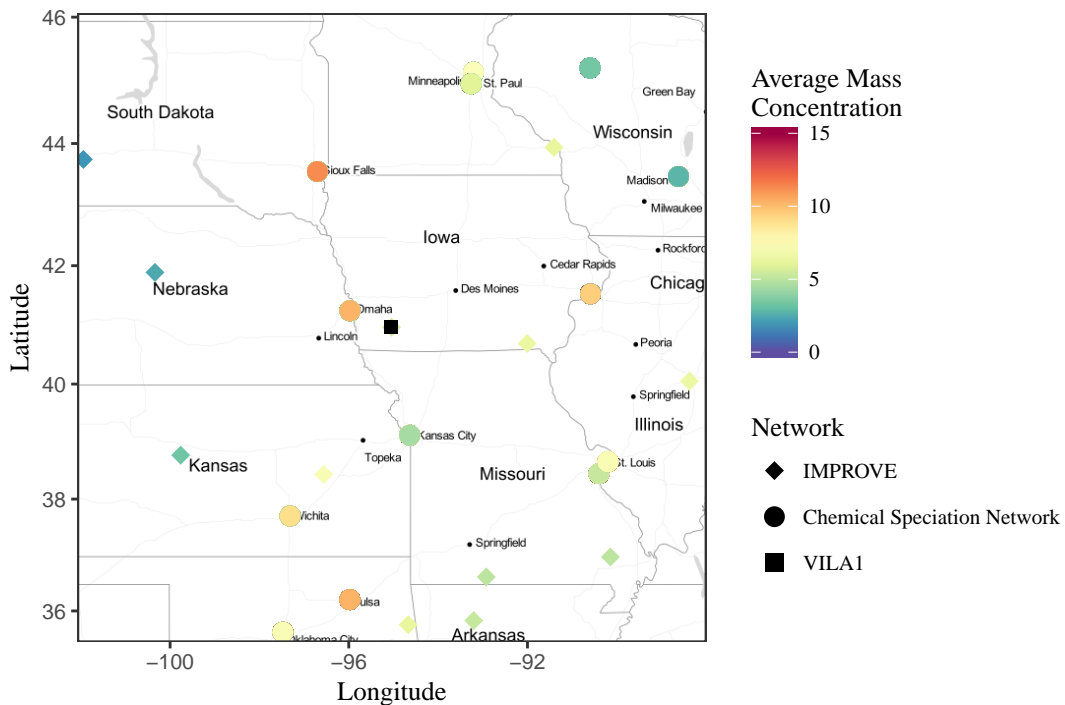 46
44
42
40
38
36
Latitude
−100
−96
−92
Longitude
Minneapoli
St. Paul
Green Bay
South Dakota
Wisconsin
Sioux Falls
Madison
Milwaukee
Iowa
Rockford
Cedar Rapids
Chicag
Nebraska
Des Moines
Omaha
Lincoln
Peoria
Springfield
Illinois
Kansas City
Topeka
Kansas
Missouri
St. Louis
Wichita
Springfield
Tulsa
Oklahoma City
Arkansas
Average Mass
Concentration
15
10
5
0
Network
IMPROVE
Chemical Speciation Network
VILA1